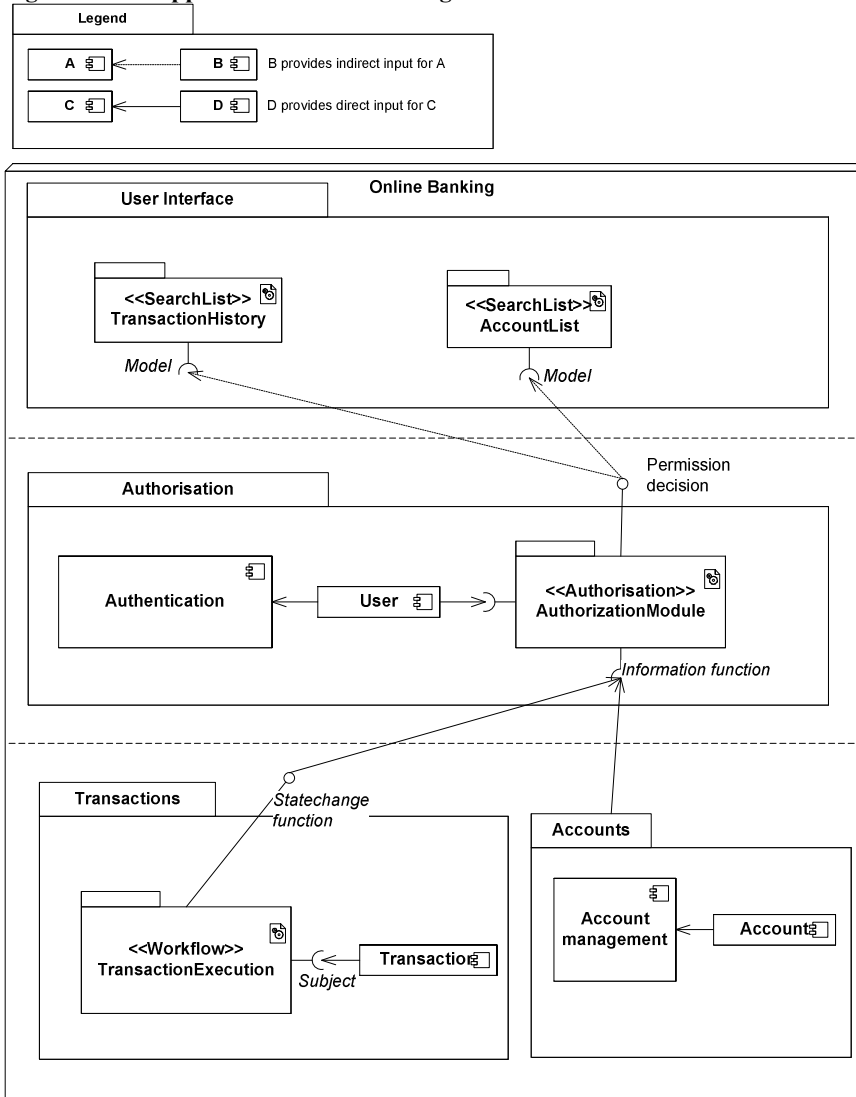 Legend
A
B
B provides indirect input for A
C
D
D provides direct input for C
Online Banking
User Interface
<<SearchList>>
TransactionHistory
<<SearchList>>
AccountList
Model
Model
Permission
decision
Authorisation
Authentication
User
<<Authorisation>>
AuthorizationModule
Information function
Transactions
Statechange
function
Accounts
<<Workflow>>
TransactionExecution
Subject
Transaction
Account
management
Account